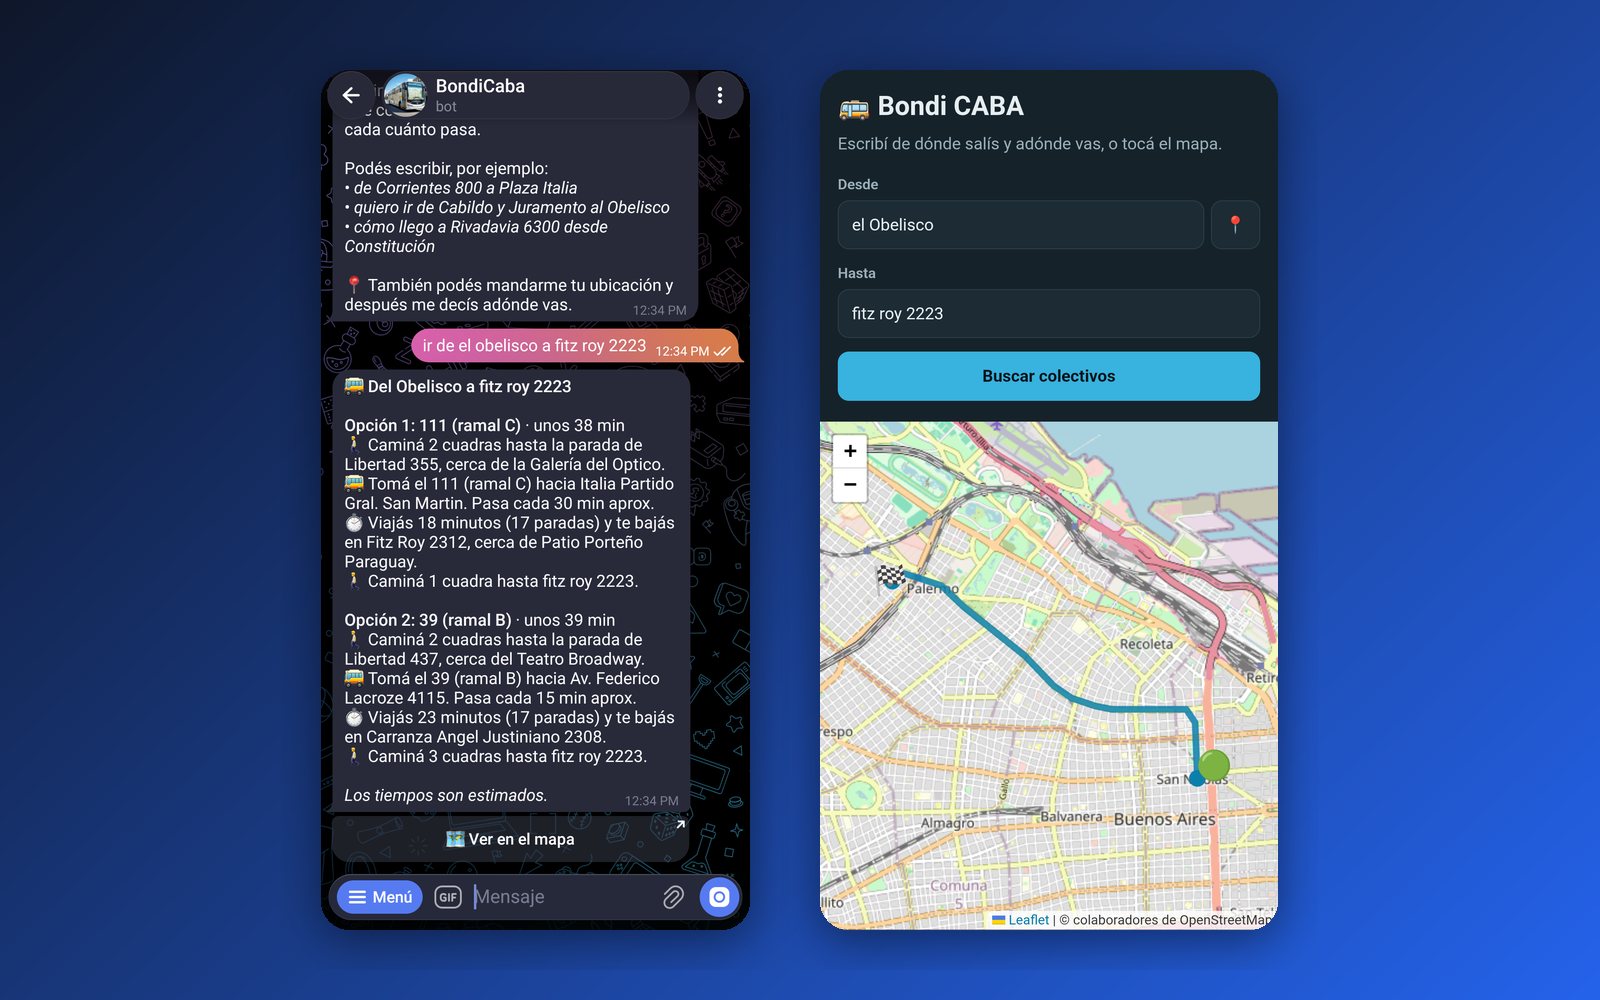 BondiCaba
bot
cada cuánto pasa.
Podés escribir, por ejemplo:
• de Corrientes 800 a Plaza Italia
• quiero ir de Cabildo y Juramento al Obelisco
• cómo llego a Rivadavia 6300 desde
Constitución
📍 También podés mandarme tu ubicación y
después me decís adónde vas.
12:34 PM
ir de el obelisco a fitz roy 2223 12:34 PM
🚌 Del Obelisco a fitz roy 2223
Opción 1: 111 (ramal C) · unos 38 min
🚶 Caminá 2 cuadras hasta la parada de
Libertad 355, cerca de la Galería del Optico.
🚌 Tomá el 111 (ramal C) hacia Italia Partido
Gral. San Martin. Pasa cada 30 min aprox.
⏱ Viajás 18 minutos (17 paradas) y te bajás
en Fitz Roy 2312, cerca de Patio Porteño
Paraguay.
🚶 Caminá 1 cuadra hasta fitz roy 2223.
Opción 2: 39 (ramal B) · unos 39 min
🚶 Caminá 2 cuadras hasta la parada de
Libertad 437, cerca del Teatro Broadway.
🚌 Tomá el 39 (ramal B) hacia Av. Federico
Lacroze 4115. Pasa cada 15 min aprox.
⏱ Viajás 23 minutos (17 paradas) y te bajás
en Carranza Angel Justiniano 2308.
🚶 Caminá 3 cuadras hasta fitz roy 2223.
Los tiempos son estimados.
12:34 PM
🗺 Ver en el mapa
Menú
GIF
Mensaje
🚌 Bondi CABA
Escribí de dónde salís y adónde vas, o tocá el mapa.
Desde
el Obelisco
Hasta
fitz roy 2223
Buscar colectivos
+
−
Palermo
Recoleta
Retiro
espo
San Nicolas
Gallo
Almagro
Balvanera
Buenos Aires
Comuna
5
llito
Leaflet | © colaboradores de OpenStreetMap